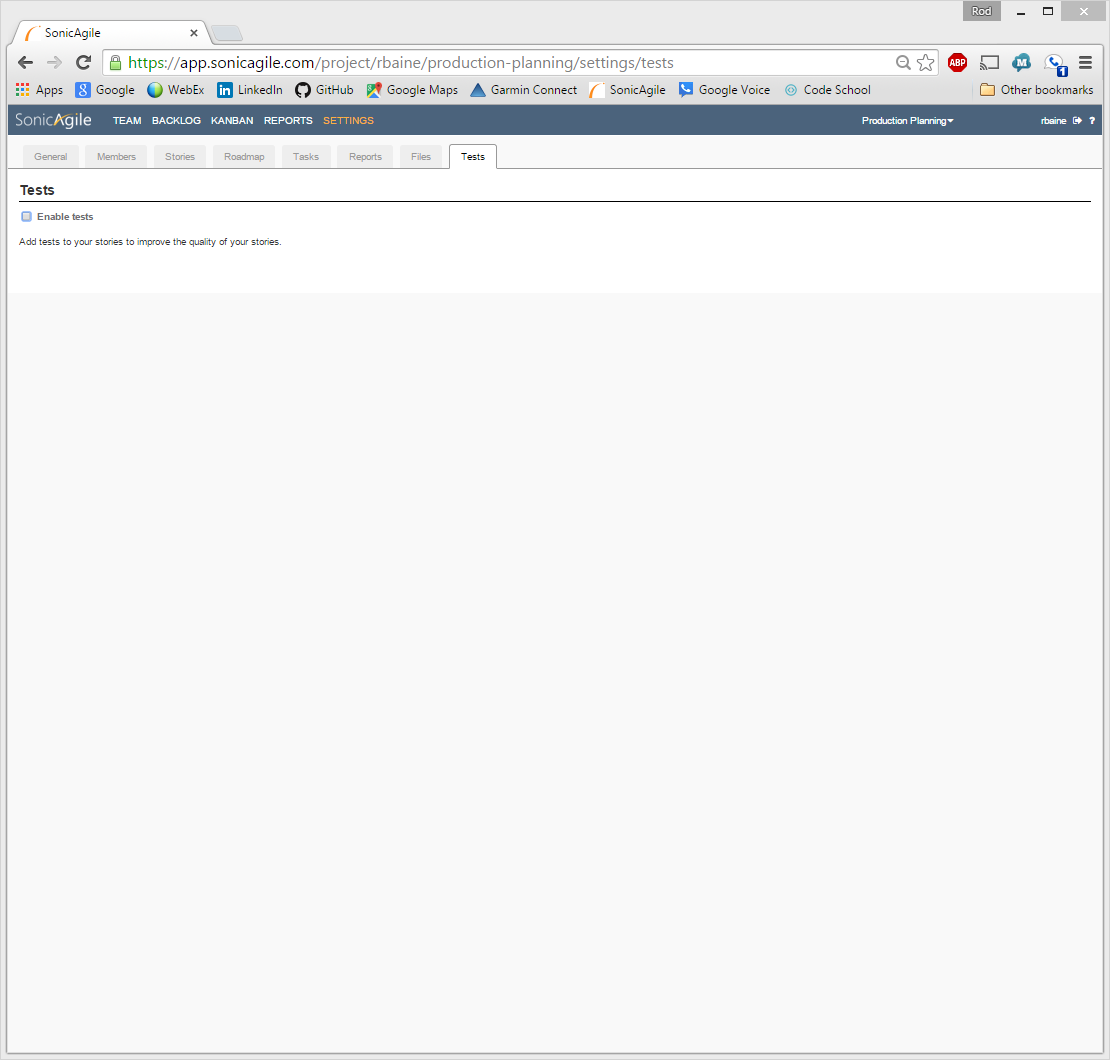 Rod
SonicAgile
https://app.sonicagile.com/project/rbaine/production-planning/settings/tests
ABP
M
1
Apps Google WebEx LinkedIn GitHub Google Maps Garmin Connect SonicAgile Google Voice Code School Other bookmarks
SonicAgile TEAM BACKLOG KANBAN REPORTS SETTINGS Production Planning rbaine ?
General Members Stories Roadmap Tasks Reports Files Tests
Tests
Enable tests
Add tests to your stories to improve the quality of your stories.